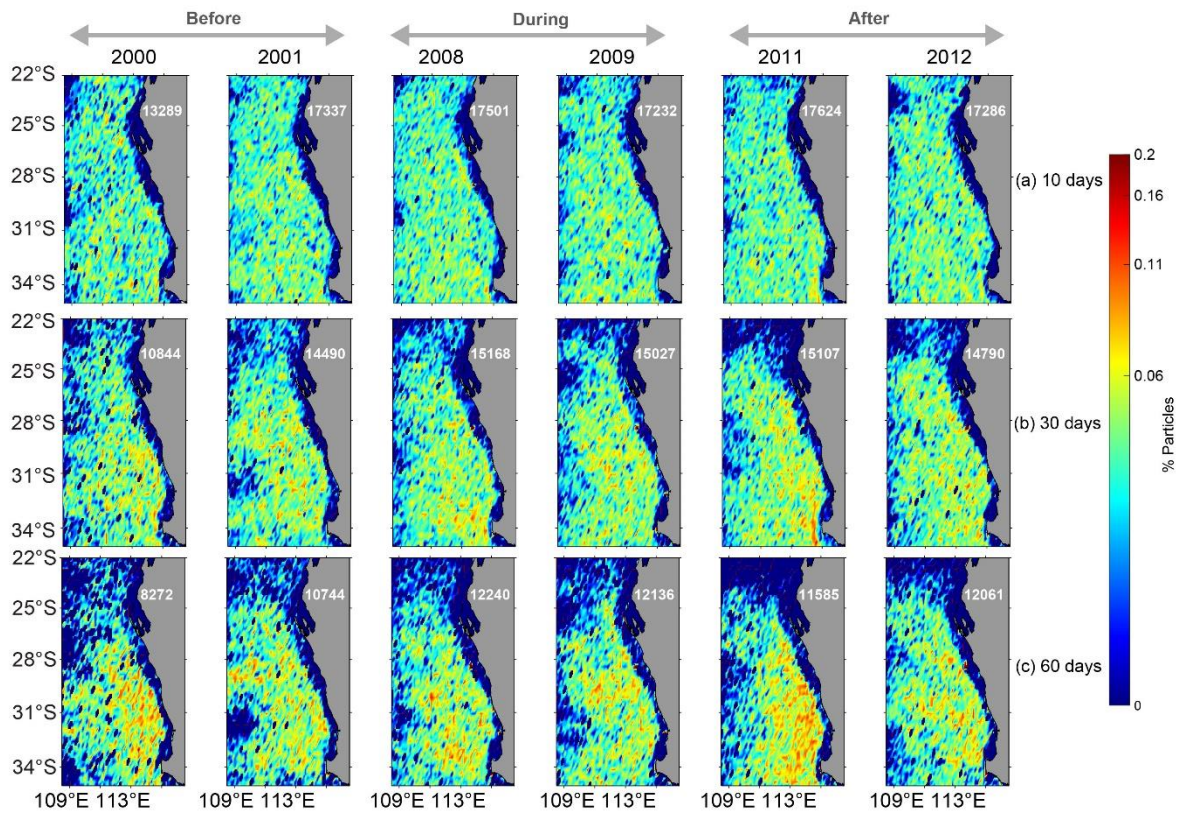 Before During After
2000 2001 2008 2009 2011 2012
22°S
13289 17337 17501 17232 17624 17286
25°S
28°S
(a) 10 days
31°S
34°S
22°S
10844 14490 15168 15027 15107 14790
25°S
28°S
(b) 30 days
31°S
34°S
22°S
8272 10744 12240 12136 11585 12061
25°S
28°S
(c) 60 days
31°S
34°S
109°E 113°E 109°E 113°E 109°E 113°E 109°E 113°E 109°E 113°E 109°E 113°E
0.2
0.16
0.11
0.06
0
% Particles